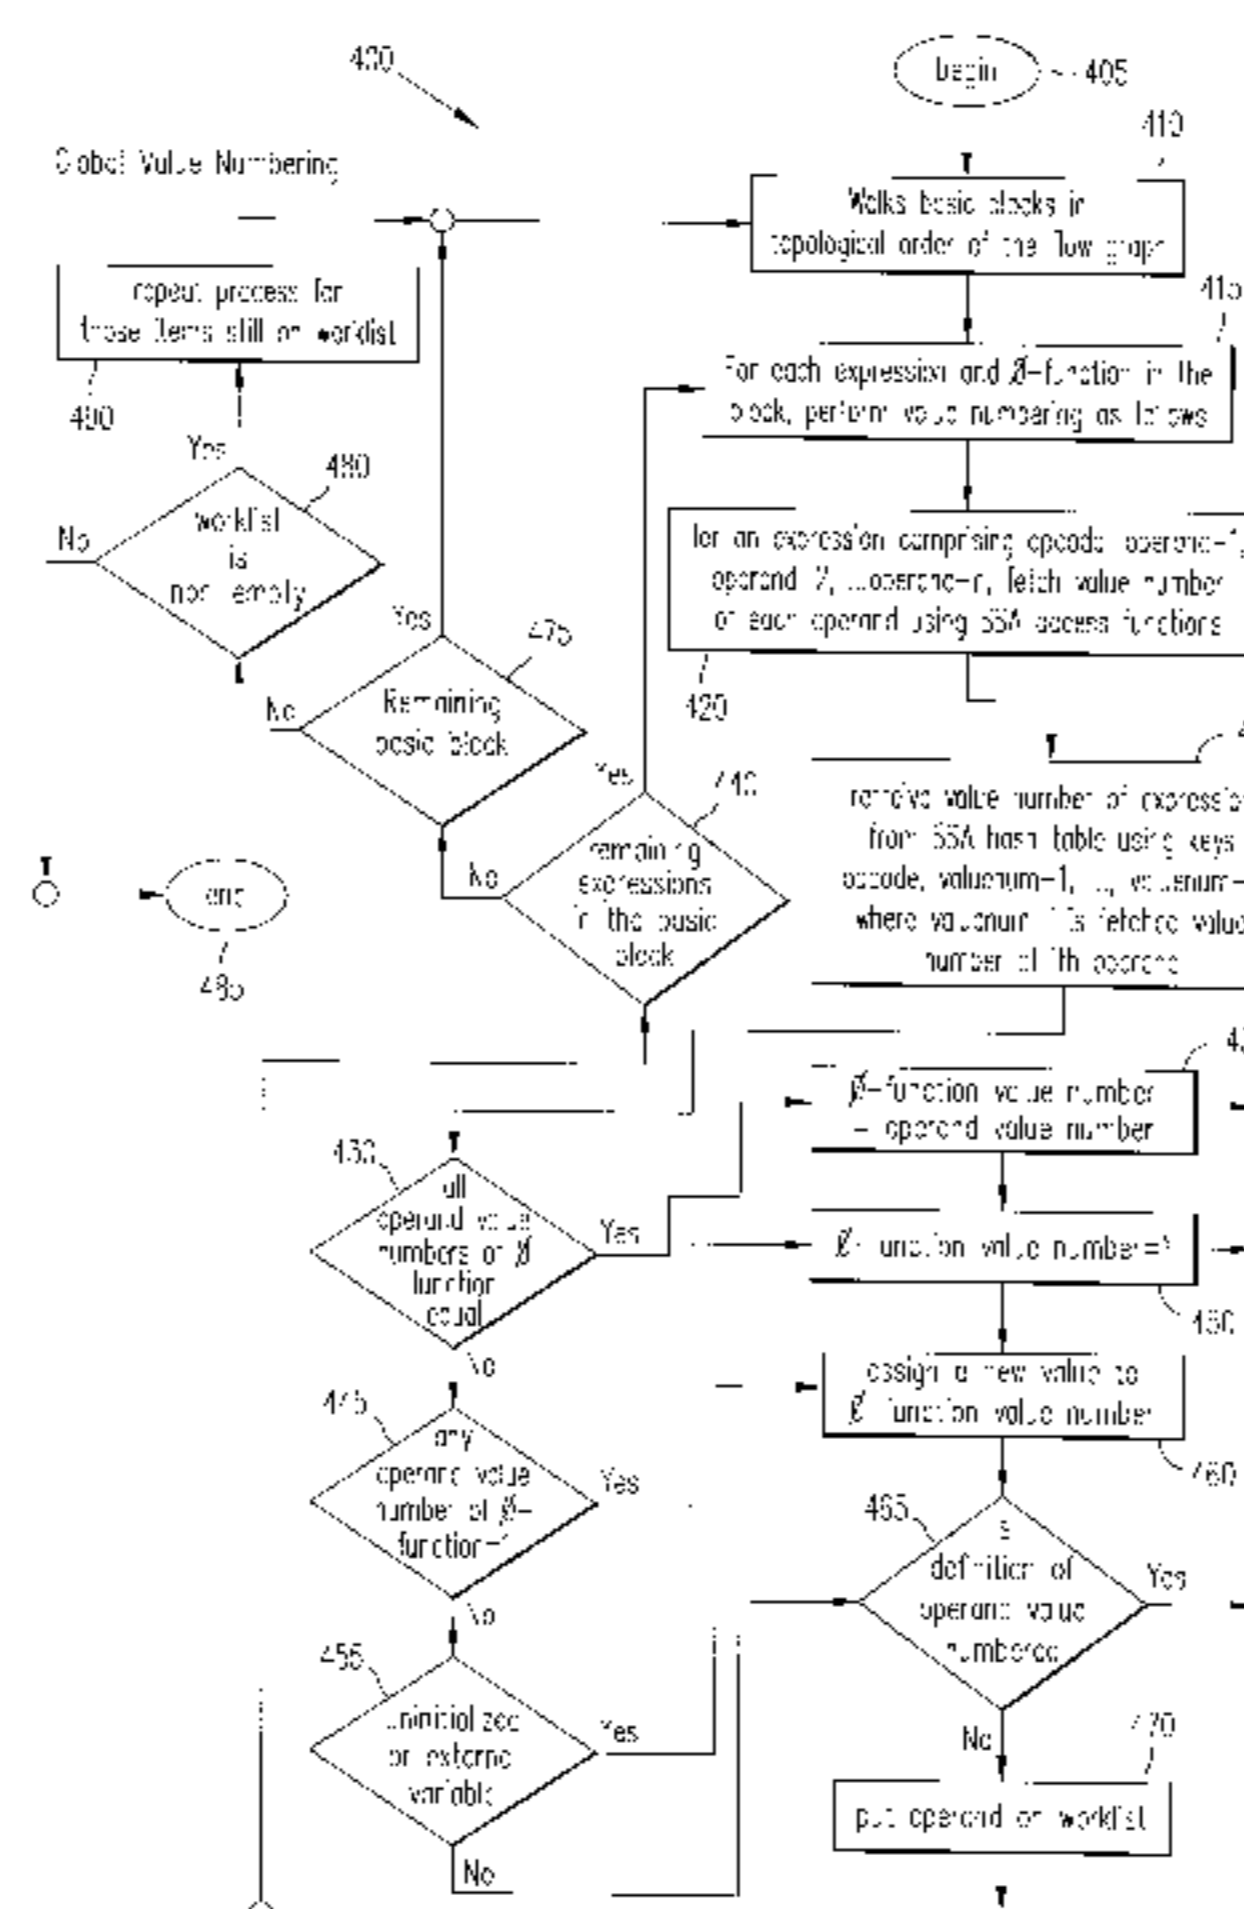 400
begin
405
410
Global Value Numbering
Walks basic blocks in
topological order of the flow graph
repeat process for
those items still on worklist
490
415
For each expression and Ø-function in the
block, perform value numbering as follows
Yes
480
worklist
is
non empty
No
for an expression comprising opcode operand-1,
operand 2, ...operand-n, fetch value number
of each operand using SSA access functions
420
Yes
475
Remaining
basic block
No
Yes
440
remaining
expressions
in the basic
block
No
retrieve value number of expression
from SSA hash table using keys
opcode, valuenum-1, ..., valuenum-
where valuenum is fetched value
number of ith operand
end
485
Ø-function value number
= operand value number
430
all
operand value
numbers of Ø
function
equal
Yes
No
Ø function value number=
450
assign a new value to
Ø function value number
460
445
any
operand value
number of Ø-
function=
Yes
No
465
is
definition of
operand value
numbered
Yes
No
455
uninitialized
or external
variable
Yes
No
470
put operand on worklist